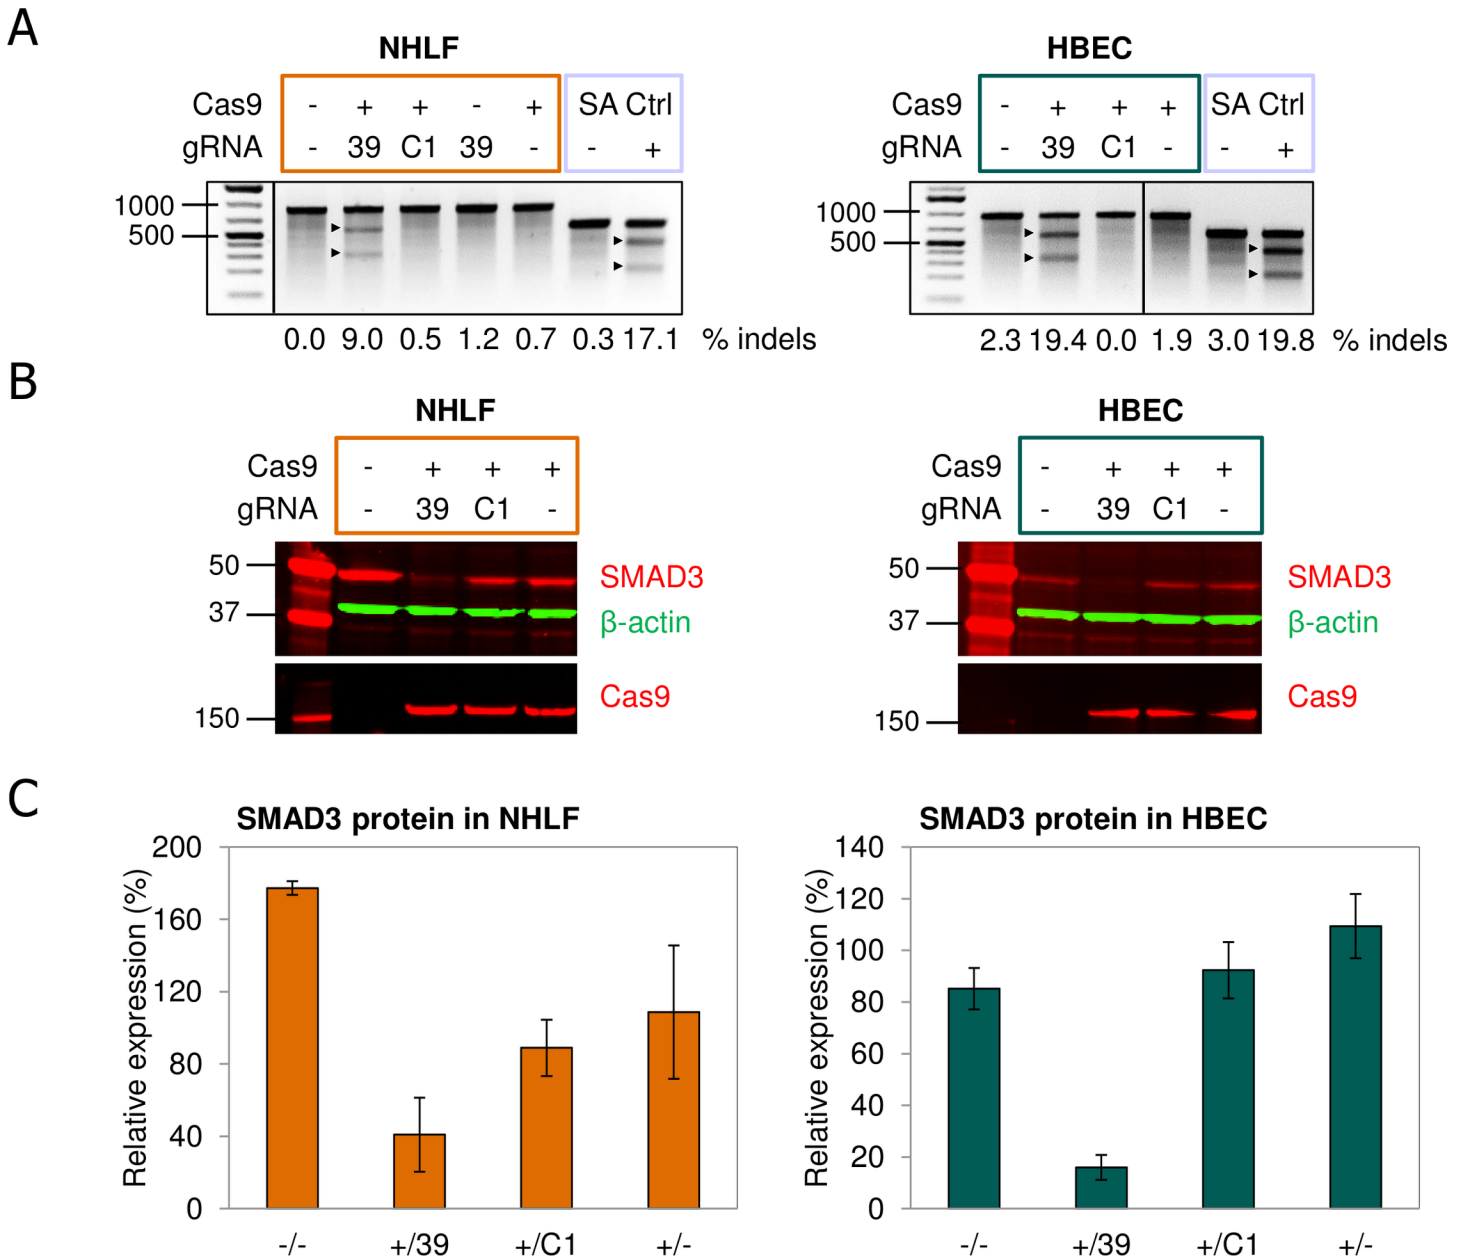 A
NHLF
Cas9 - + + - + SA Ctrl
gRNA - 39 C1 39 - - +
1000
500
0.0 9.0 0.5 1.2 0.7 0.3 17.1 % indels
HBEC
Cas9 - + + + SA Ctrl
gRNA - 39 C1 - - +
1000
500
2.3 19.4 0.0 1.9 3.0 19.8 % indels
B
NHLF
Cas9 - + + +
gRNA - 39 C1 -
50
37
150
SMAD3
β-actin
Cas9
HBEC
Cas9 - + + +
gRNA - 39 C1 -
50
37
150
SMAD3
β-actin
Cas9
C
SMAD3 protein in NHLF
Relative expression (%)
200
160
120
80
40
0
-/- +/39 +/C1 +/-
SMAD3 protein in HBEC
Relative expression (%)
140
120
100
80
60
40
20
0
-/- +/39 +/C1 +/-